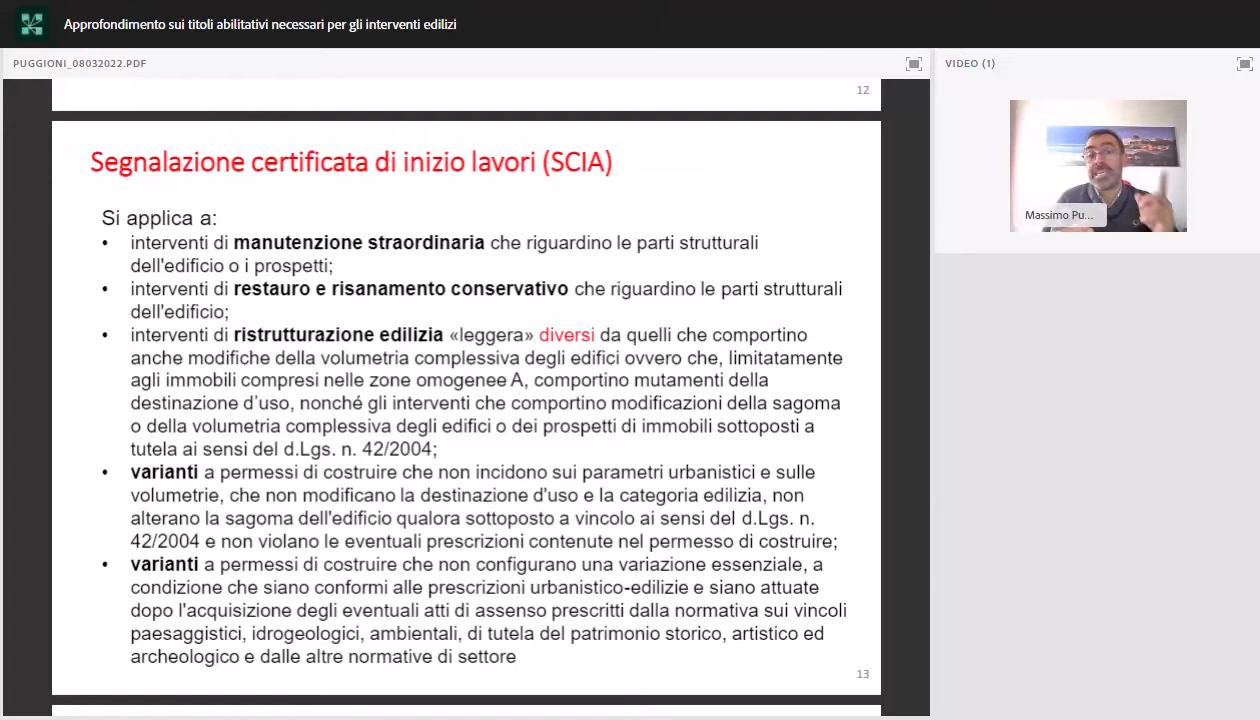 Approfondimento sui titoli abilitativi necessari per gli interventi edilizi
PUGGIONI_08032022.PDF
VIDEO (1)
12
Segnalazione certificata di inizio lavori (SCIA)
Si applica a:
• interventi di manutenzione straordinaria che riguardino le parti strutturali
dell'edificio o i prospetti;
• interventi di restauro e risanamento conservativo che riguardino le parti strutturali
dell'edificio;
• interventi di ristrutturazione edilizia «leggera» diversi da quelli che comportino
anche modifiche della volumetria complessiva degli edifici ovvero che, limitatamente
agli immobili compresi nelle zone omogenee A, comportino mutamenti della
destinazione d’uso, nonché gli interventi che comportino modificazioni della sagoma
o della volumetria complessiva degli edifici o dei prospetti di immobili sottoposti a
tutela ai sensi del d.Lgs. n. 42/2004;
• varianti a permessi di costruire che non incidono sui parametri urbanistici e sulle
volumetrie, che non modificano la destinazione d'uso e la categoria edilizia, non
alterano la sagoma dell'edificio qualora sottoposto a vincolo ai sensi del d.Lgs. n.
42/2004 e non violano le eventuali prescrizioni contenute nel permesso di costruire;
• varianti a permessi di costruire che non configurano una variazione essenziale, a
condizione che siano conformi alle prescrizioni urbanistico-edilizie e siano attuate
dopo l'acquisizione degli eventuali atti di assenso prescritti dalla normativa sui vincoli
paesaggistici, idrogeologici, ambientali, di tutela del patrimonio storico, artistico ed
archeologico e dalle altre normative di settore
13
Massimo Pu...